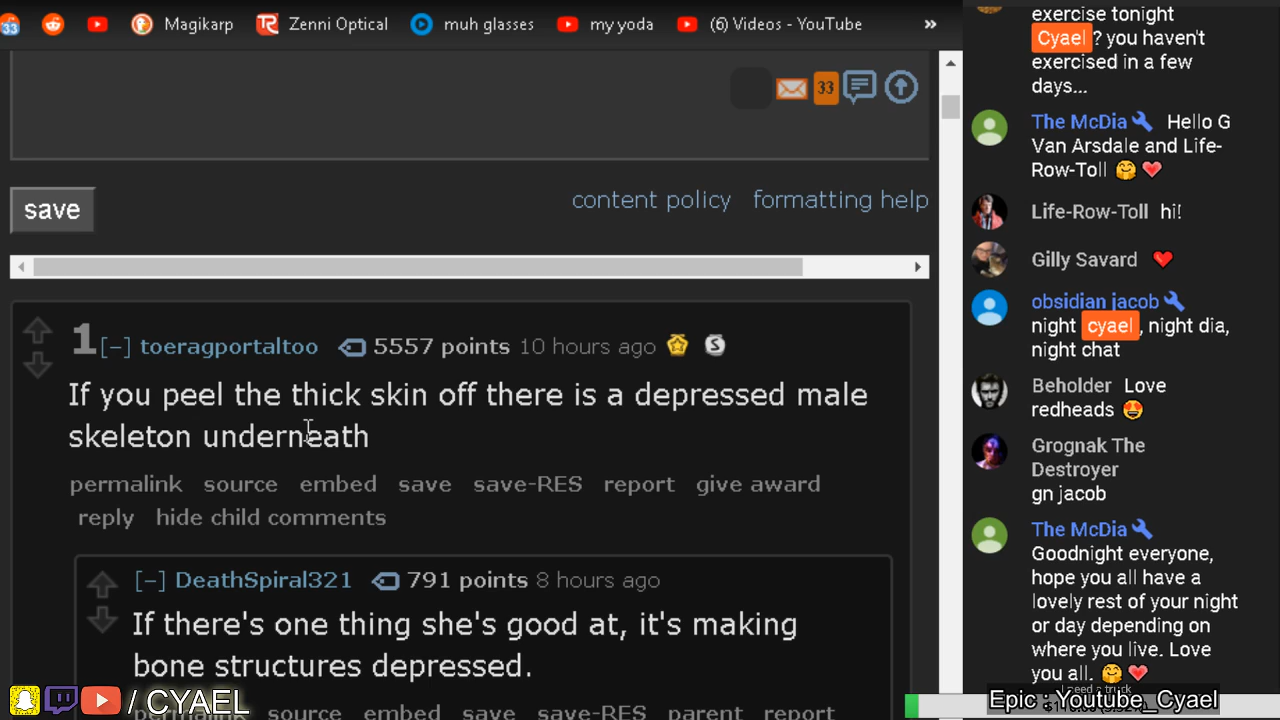 33
Magikarp
Zenni Optical
muh glasses
my yoda
(6) Videos - YouTube
»
33
save
content policy
formatting help
1 [–] toeragportaltoo 5557 points 10 hours ago S
If you peel the thick skin off there is a depressed male
skeleton underneath
permalink source embed save save-RES report give award
reply hide child comments
[–] DeathSpiral321 791 points 8 hours ago
If there's one thing she's good at, it's making
bone structures depressed.
permalink source embed save save-RES parent report
/ CYAEL
exercise tonight
Cyael ? you haven't
exercised in a few
days...
The McDia Hello G
Van Arsdale and Life-
Row-Toll 🤗 ❤️
Life-Row-Toll hi!
Gilly Savard ❤️
obsidian jacob
night cyael , night dia,
night chat
Beholder Love
redheads 😍
Grognak The
Destroyer
gn jacob
The McDia
Goodnight everyone,
hope you all have a
lovely rest of your night
or day depending on
where you live. Love
you all. 🤗 ❤️
Epic : Youtube_Cyael